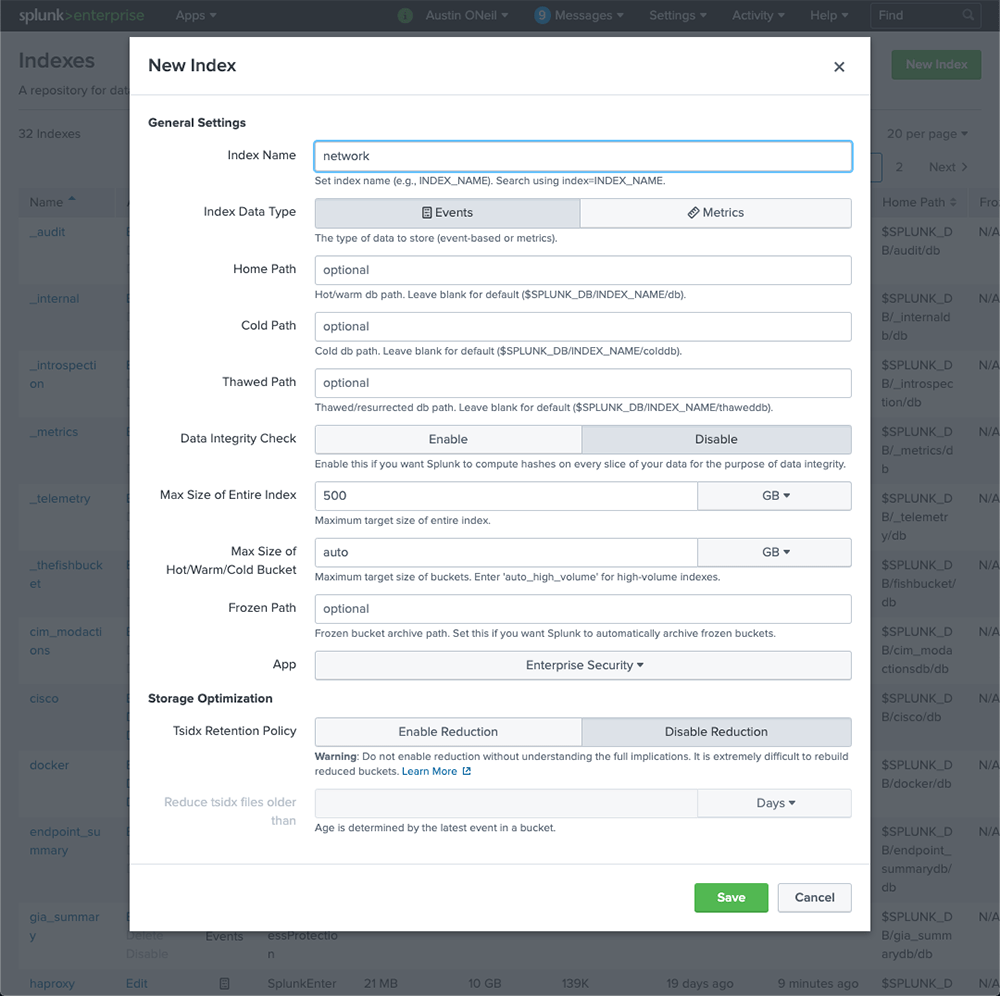 splunk>enterprise Apps Austin ONeil 9 Messages Settings Activity Help Find
Indexes
New Index
A repository for dat
32 Indexes
20 per page
2 Next
Name
Home Path
Fro
_audit
$SPLUNK_D
N/A
B/audit/db
_internal
$SPLUNK_D
N/A
B/_internal
db/db
_introspecti
on
$SPLUNK_D
N/A
B/_introspec
tion/db
_metrics
$SPLUNK_D
N/A
B/_metrics/d
b
_telemetry
$SPLUNK_D
N/A
B/_telemetr
y/db
_thefishbuck
et
$SPLUNK_D
N/A
B/fishbucket/
db
cim_modacti
ons
$SPLUNK_D
N/A
B/cim_moda
ctionsdb/db
cisco
$SPLUNK_D
N/A
B/cisco/db
docker
$SPLUNK_D
N/A
B/docker/db
endpoint_su
mmary
$SPLUNK_D
N/A
B/endpoint_
summarydb/
db
gia_summar
y
Delete
Disable
Events
essProtectio
n
$SPLUNK_D
N/A
B/gia_summ
arydb/db
haproxy Edit SplunkEnter 21 MB 10 GB 139K 19 days ago 9 minutes ago $SPLUNK_D N/A
New Index
General Settings
Index Name
network
Set index name (e.g., INDEX_NAME). Search using index=INDEX_NAME.
Index Data Type
Events
Metrics
The type of data to store (event-based or metrics).
Home Path
optional
Hot/warm db path. Leave blank for default ($SPLUNK_DB/INDEX_NAME/db).
Cold Path
optional
Cold db path. Leave blank for default ($SPLUNK_DB/INDEX_NAME/colddb).
Thawed Path
optional
Thawed/resurrected db path. Leave blank for default ($SPLUNK_DB/INDEX_NAME/thaweddb).
Data Integrity Check
Enable
Disable
Enable this if you want Splunk to compute hashes on every slice of your data for the purpose of data integrity.
Max Size of Entire Index
500
GB
Maximum target size of entire index.
Max Size of
Hot/Warm/Cold Bucket
auto
GB
Maximum target size of buckets. Enter 'auto_high_volume' for high-volume indexes.
Frozen Path
optional
Frozen bucket archive path. Set this if you want Splunk to automatically archive frozen buckets.
App
Enterprise Security
Storage Optimization
Tsidx Retention Policy
Enable Reduction
Disable Reduction
Warning: Do not enable reduction without understanding the full implications. It is extremely difficult to rebuild
reduced buckets. Learn More
Reduce tsidx files older
than
Days
Age is determined by the latest event in a bucket.
Save
Cancel